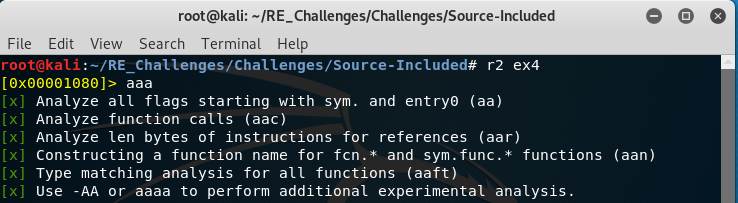 root@kali: ~/RE_Challenges/Challenges/Source-Included
File Edit View Search Terminal Help
root@kali:~/RE_Challenges/Challenges/Source-Included# r2 ex4
[0x00001080]> aaa
[x] Analyze all flags starting with sym. and entry0 (aa)
[x] Analyze function calls (aac)
[x] Analyze len bytes of instructions for references (aar)
[x] Constructing a function name for fcn.* and sym.func.* functions (aan)
[x] Type matching analysis for all functions (aaft)
[x] Use -AA or aaaa to perform additional experimental analysis.